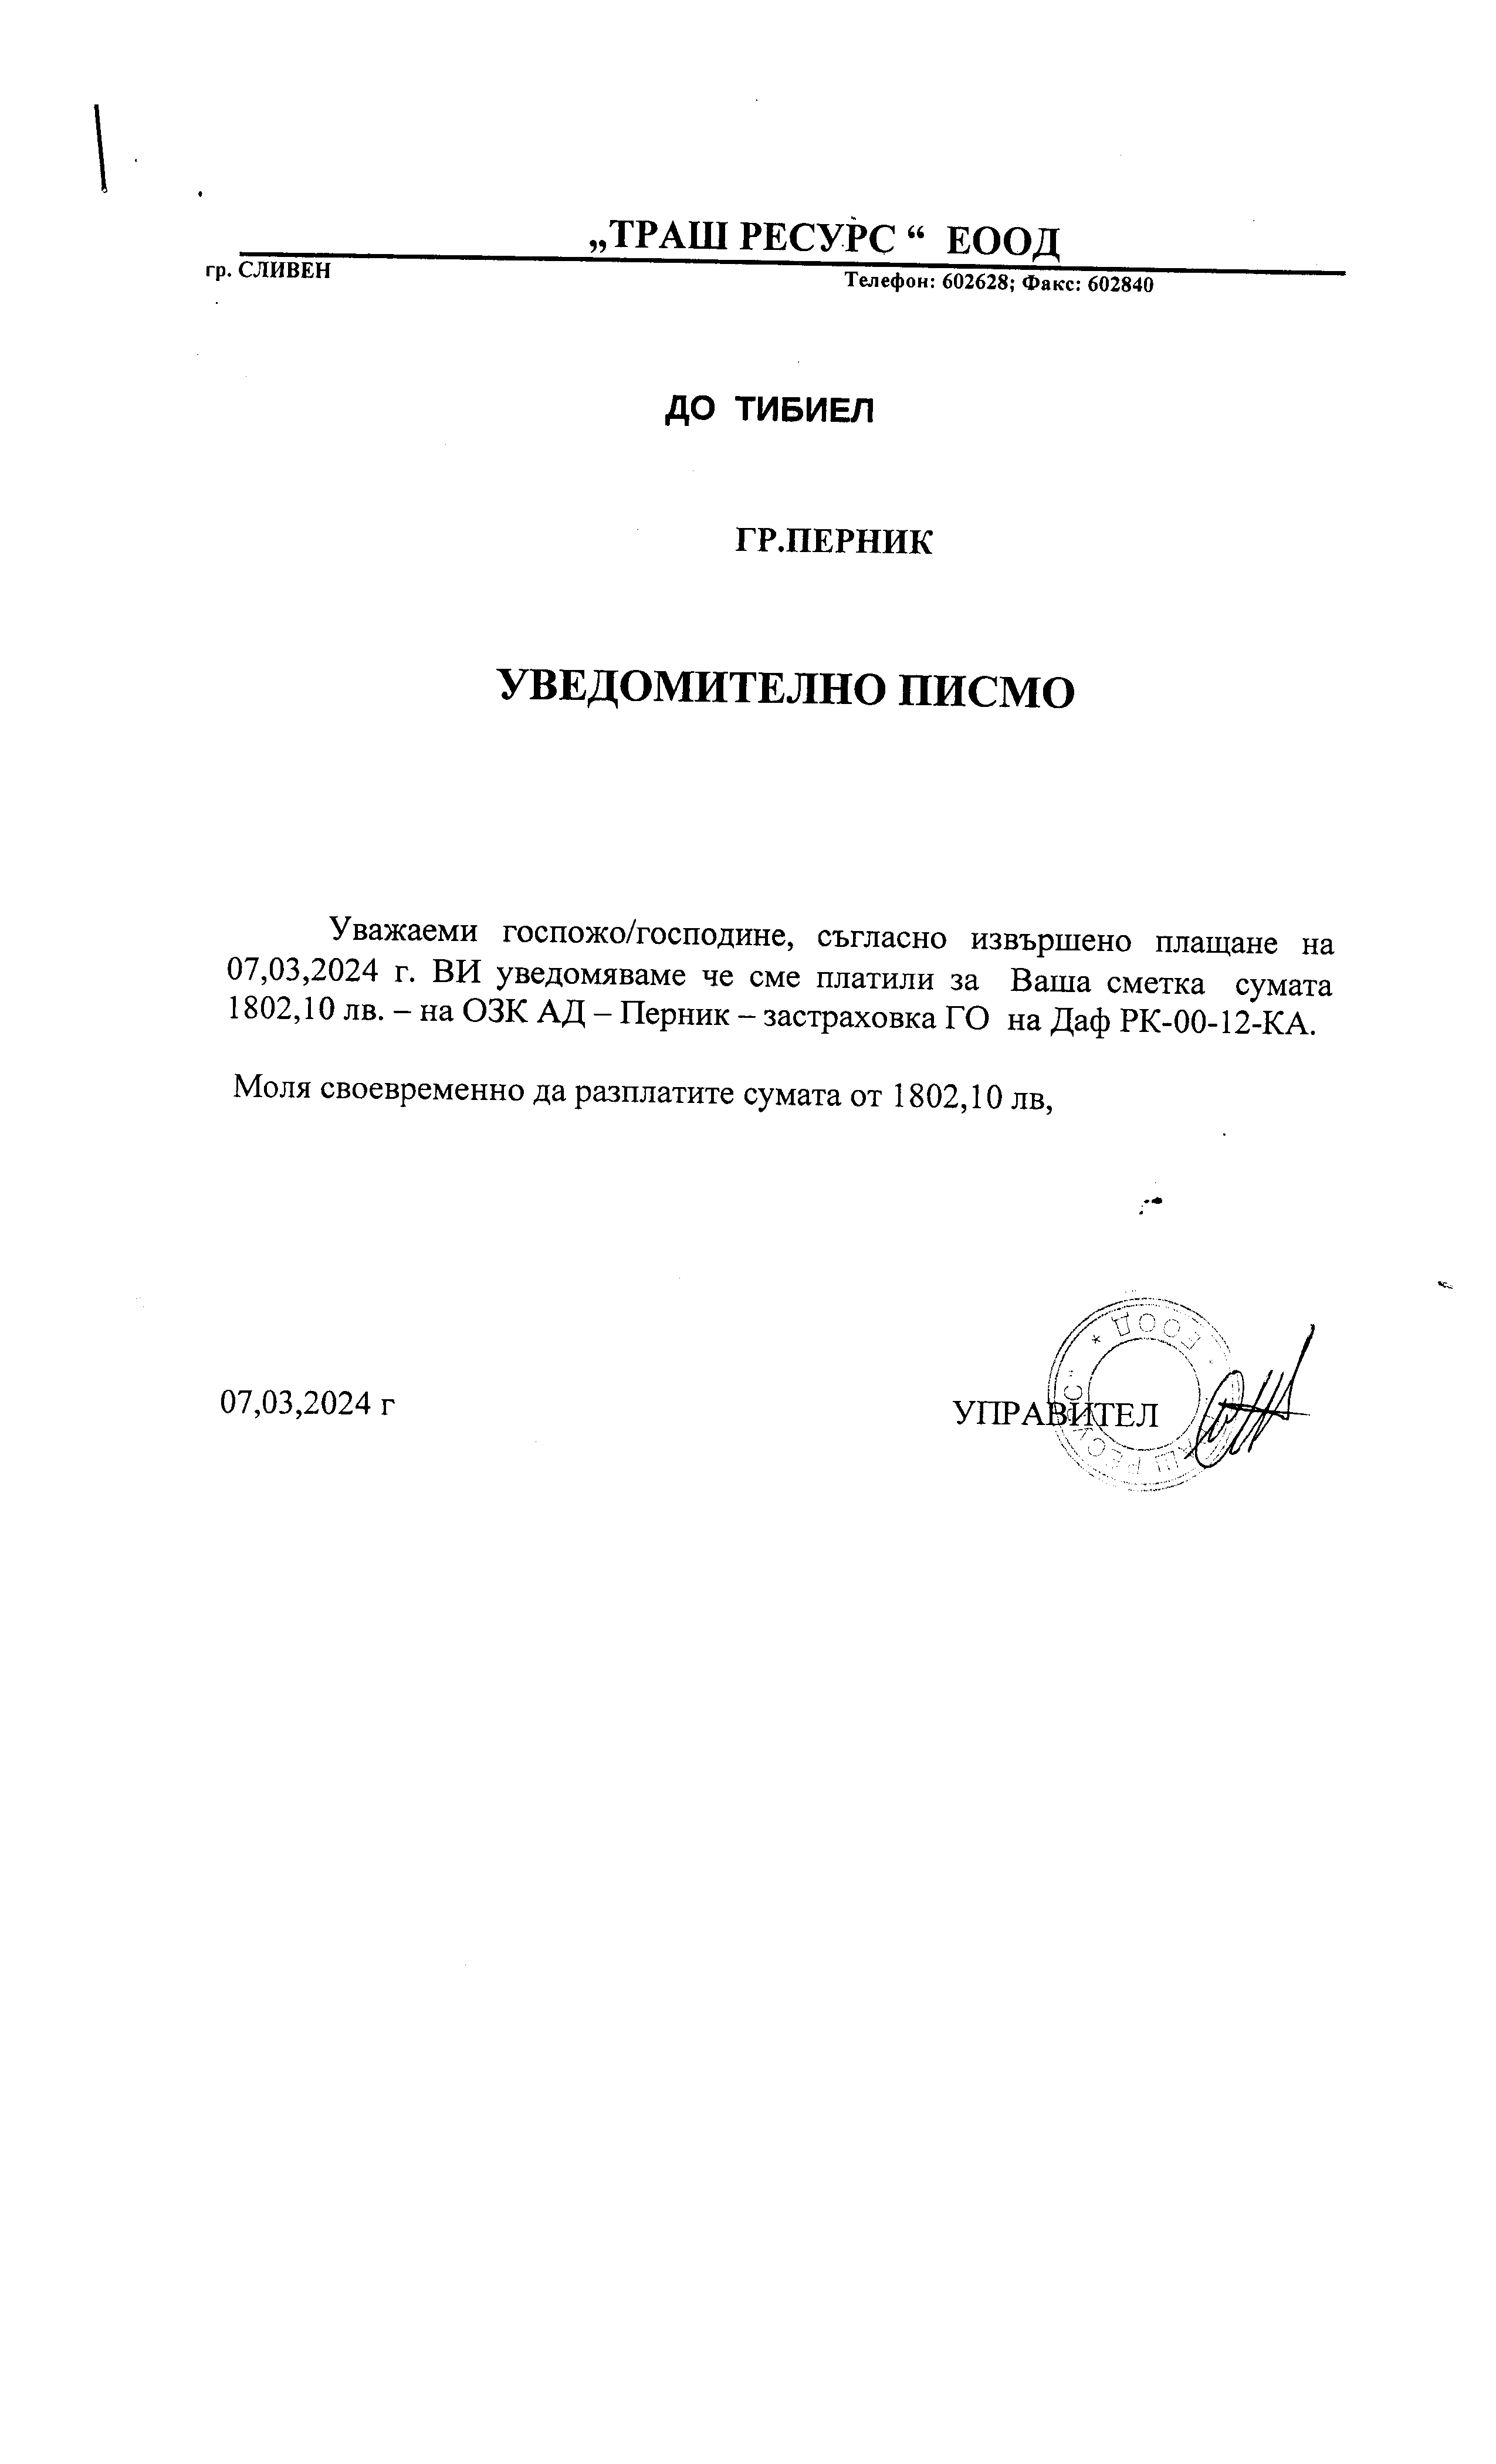 „ТРАШ РЕСУРС “ ЕООД
гр. СЛИВЕН
Телефон: 602628; Факс: 602840
ДО ТИБИЕЛ
ГР.ПЕРНИК
УВЕДОМИТЕЛНО ПИСМО
Уважаеми госпожо/господине, съгласно извършено плащане на
07,03,2024 г. ВИ уведомяваме че сме платили за Ваша сметка сумата
1802,10 лв. – на ОЗК АД – Перник – застраховка ГО на Даф РК-00-12-КА.
Моля своевременно да разплатите сумата от 1802,10 лв,
07,03,2024 г
УПРАВИТЕЛ
РЕСУРС" * ЕООД